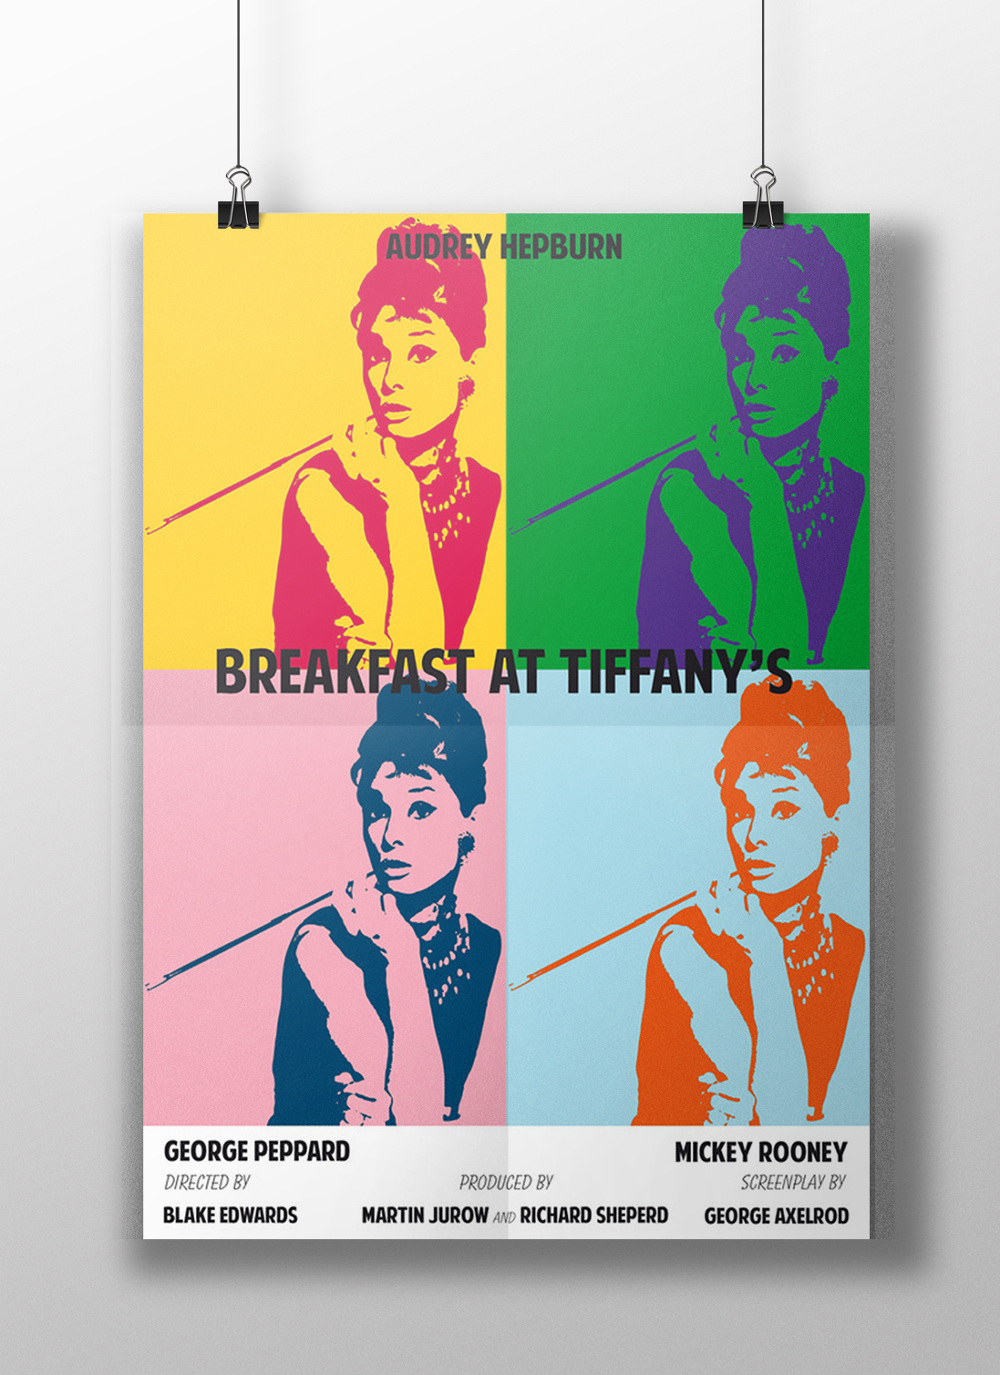 AUDREY HEPBURN
BREAKFAST AT TIFFANY'S
GEORGE PEPPARD MICKEY ROONEY
DIRECTED BY PRODUCED BY SCREENPLAY BY
BLAKE EDWARDS MARTIN JUROW AND RICHARD SHEPERD GEORGE AXELROD